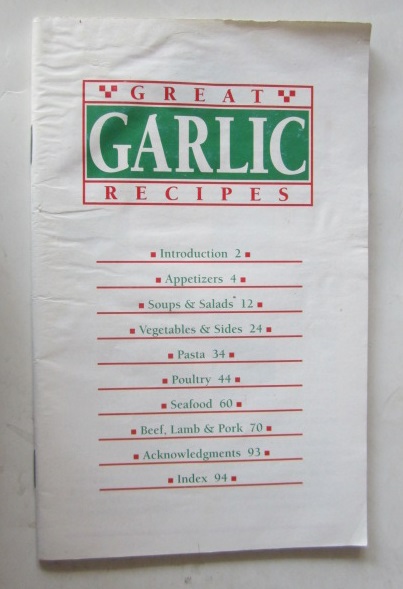 GREAT
GARLIC
RECIPES
Introduction 2
Appetizers 4
Soups & Salads 12
Vegetables & Sides 24
Pasta 34
Poultry 44
Seafood 60
Beef, Lamb & Pork 70
Acknowledgments 93
Index 94